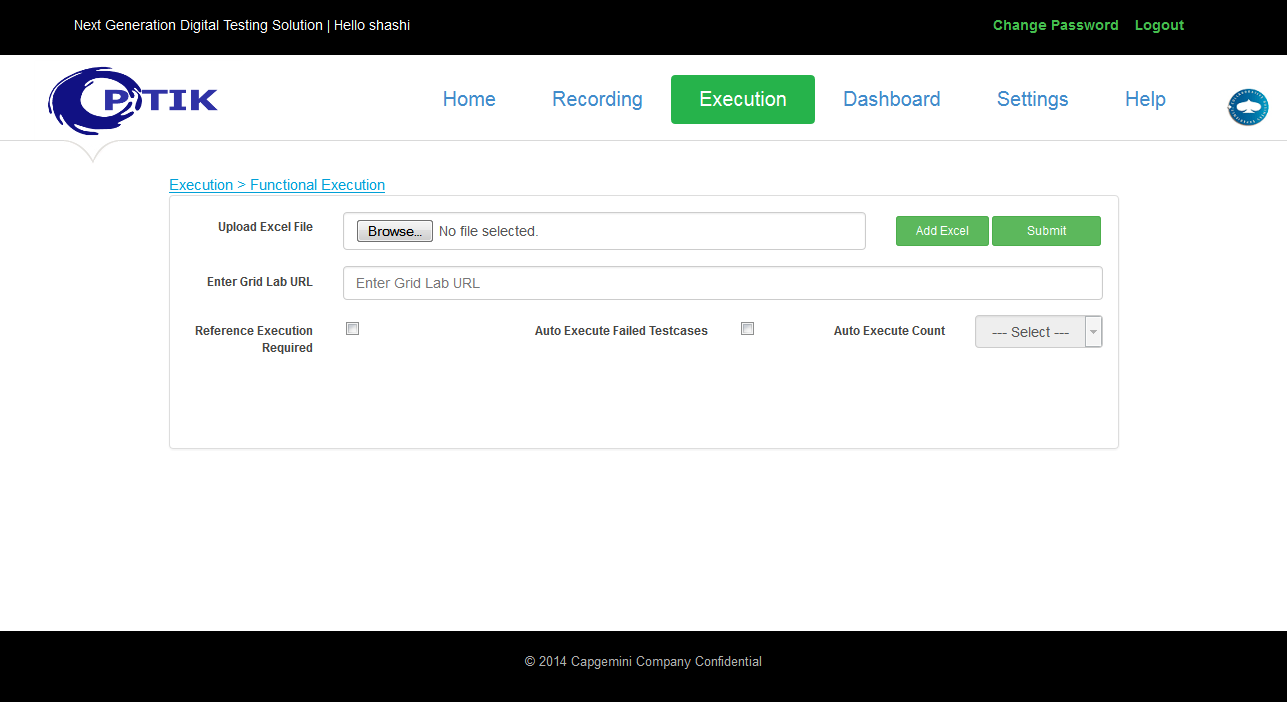 Next Generation Digital Testing Solution | Hello shashi
Change Password Logout
OPTIK
Home Recording Execution Dashboard Settings Help
Execution > Functional Execution
Upload Excel File Browse... No file selected. Add Excel Submit
Enter Grid Lab URL Enter Grid Lab URL
Reference Execution Required Auto Execute Failed Testcases Auto Execute Count --- Select ---
© 2014 Capgemini Company Confidential